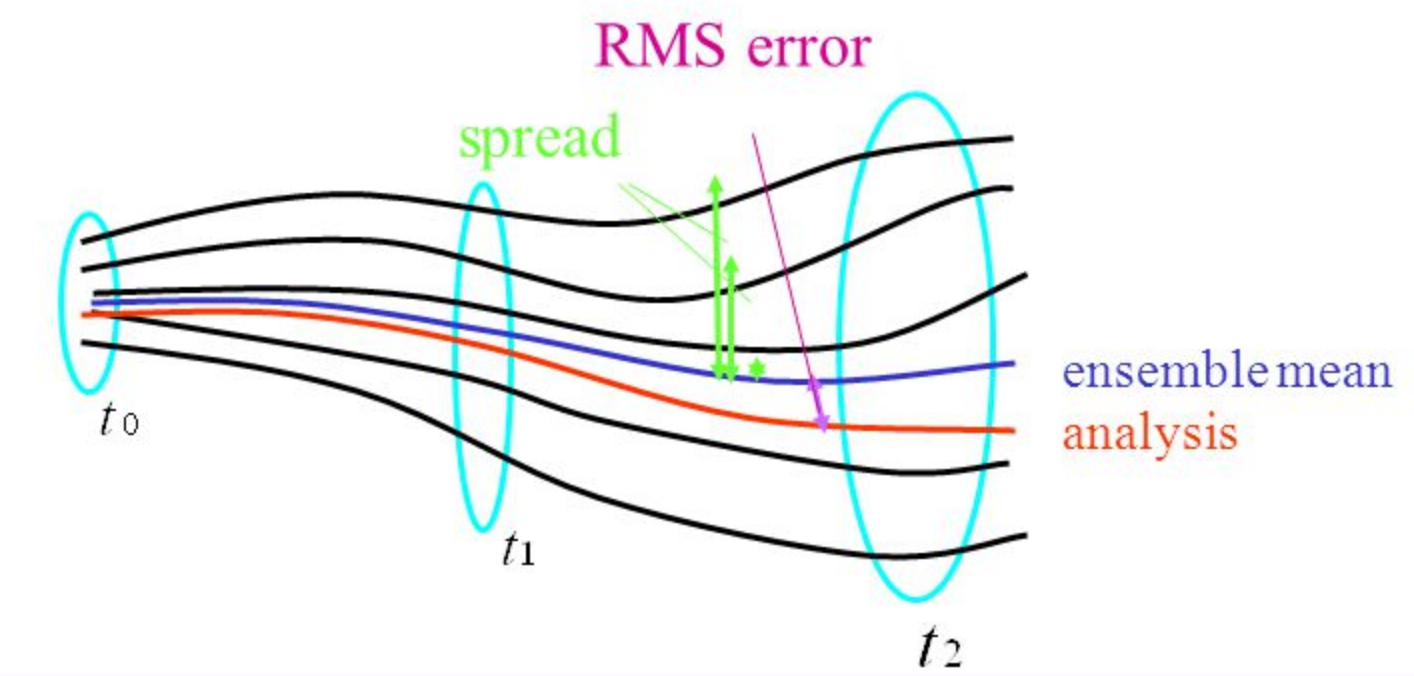 RMS error
spread
t0
t1
ensemble mean
analysis
t2